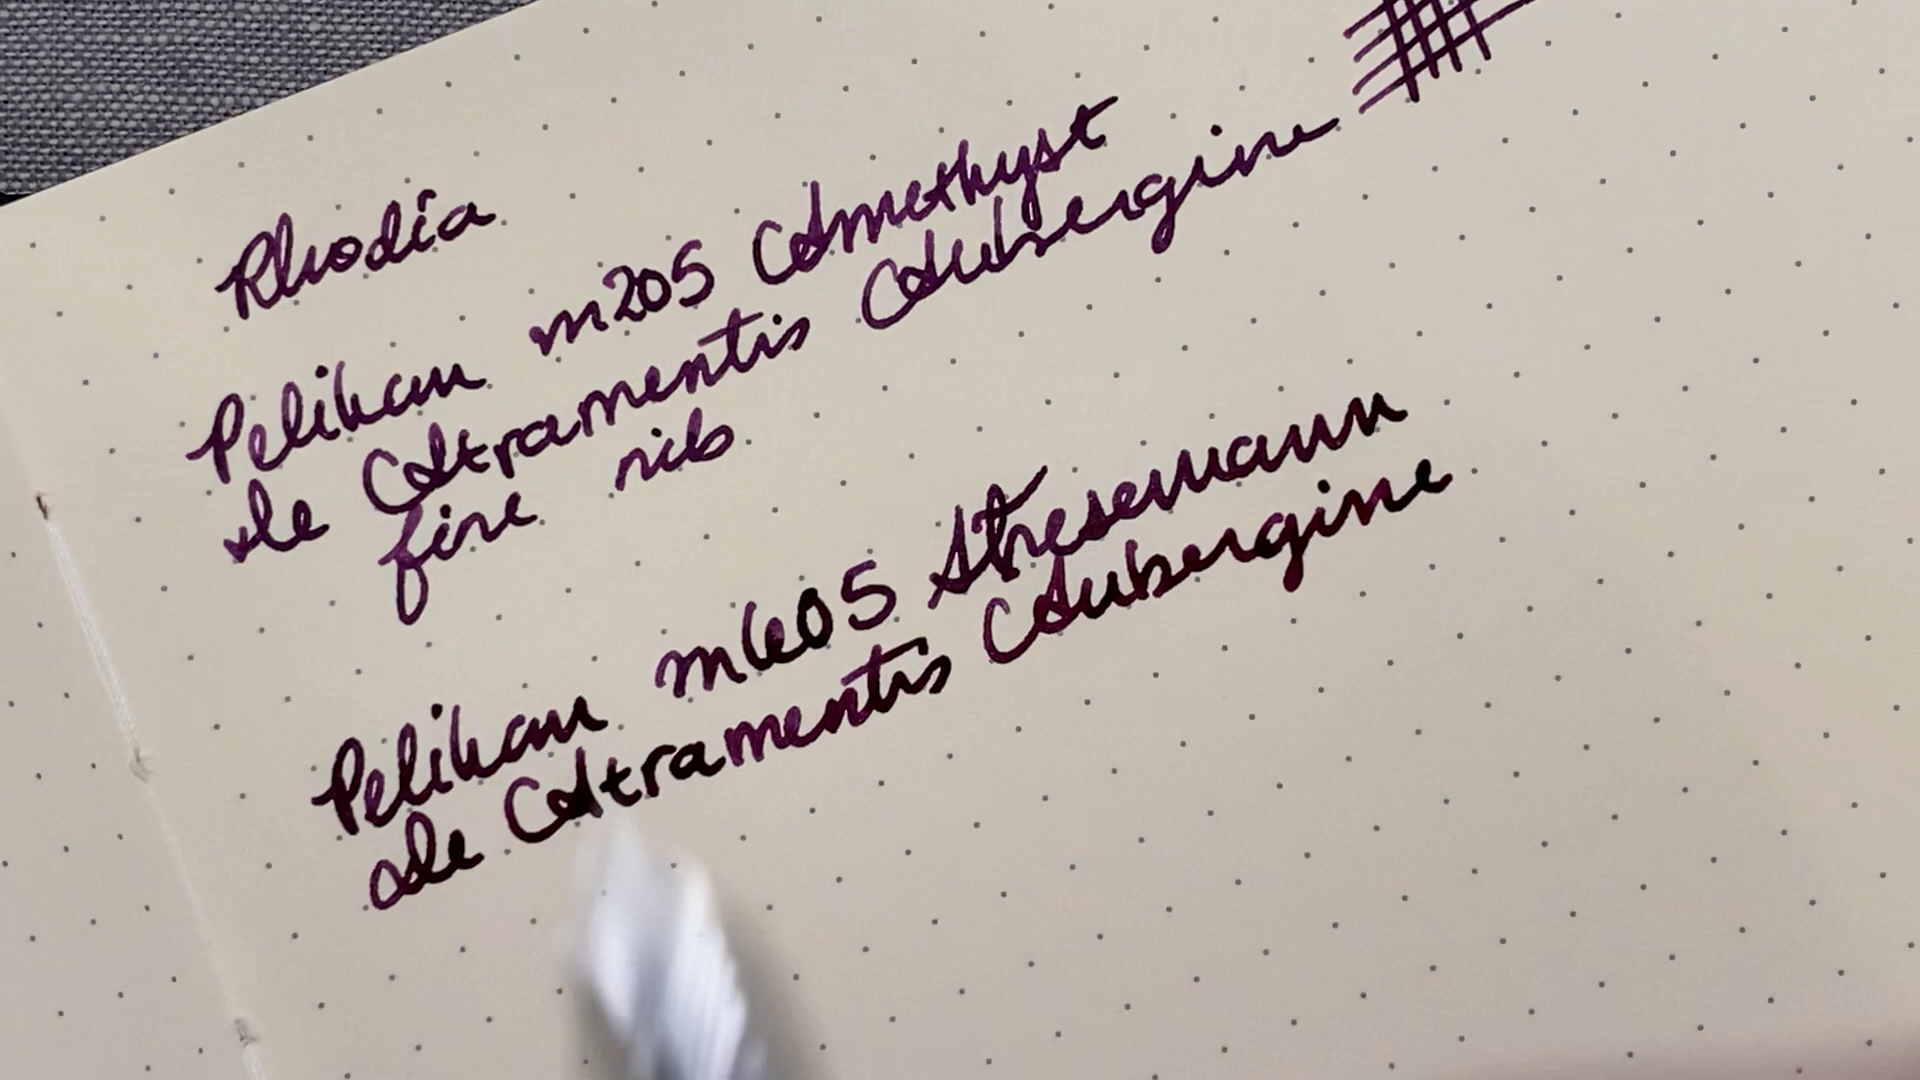 Rhodia
Pelikan m205 Amethyst
de Atramentis Aubergine
fine nib
Pelikan m605 Stresemann
de Atramentis Aubergine